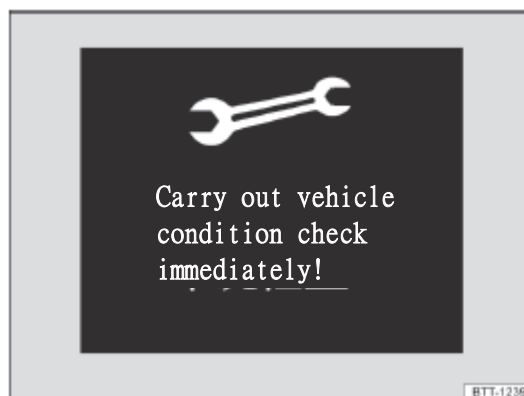 Carry out vehicle
condition check
immediately!
BTT-1236